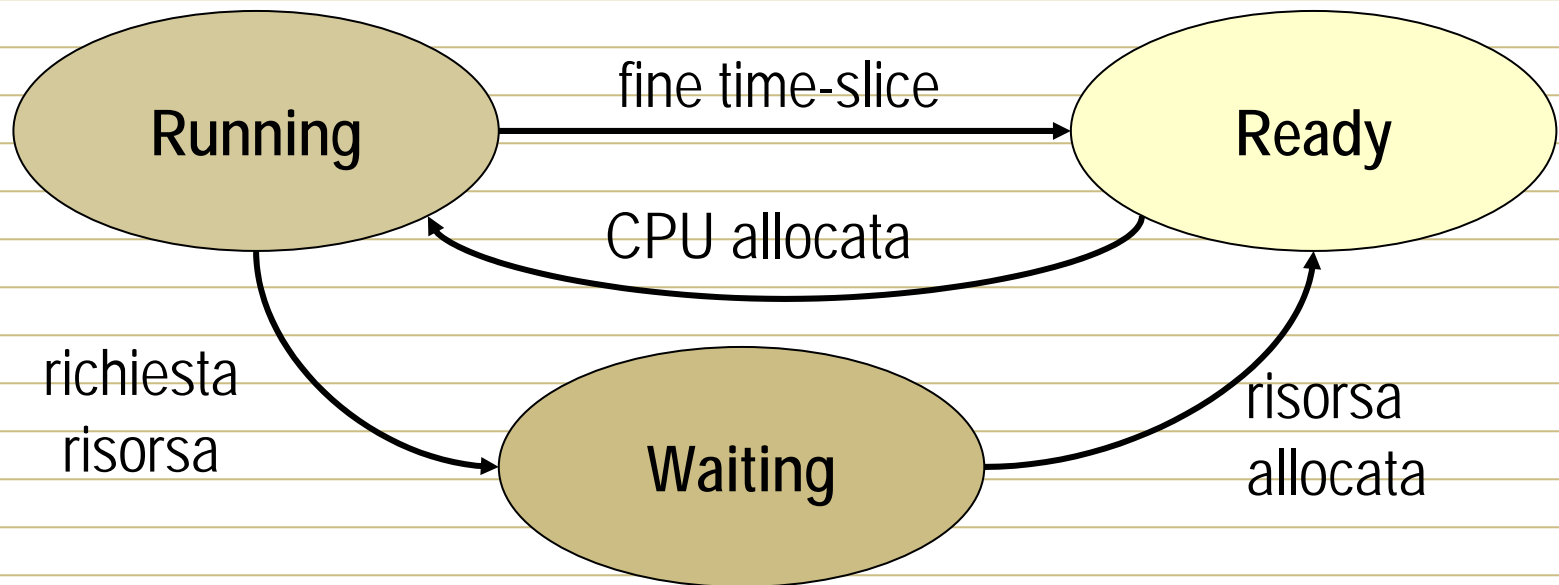 Running
fine time-slice
Ready
CPU allocata
richiesta
risorsa
Waiting
risorsa
allocata